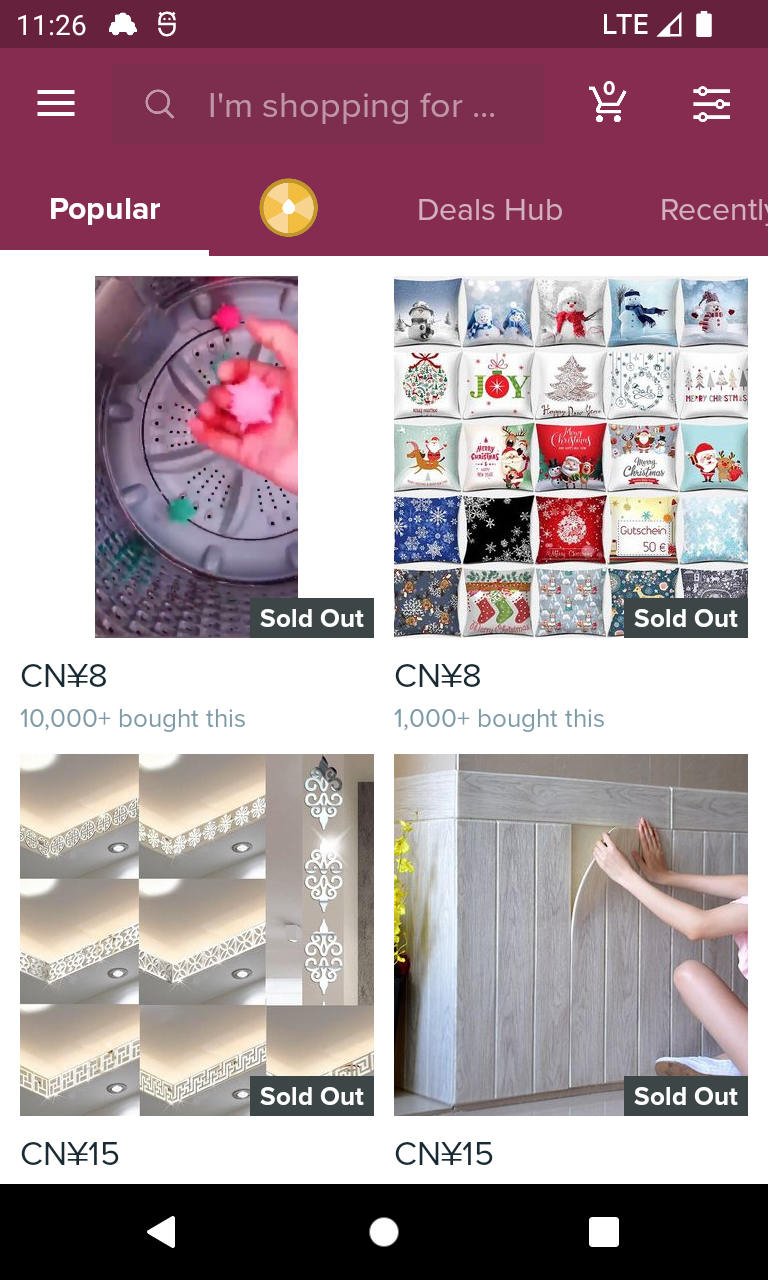 11:26
LTE
I'm shopping for ...
0
Popular
Deals Hub
Recently
JOY
Happy New Year
MERRY CHRISTMAS
Merry Christmas
Merry Christmas
Merry Christmas
Gutschein
50 €
Merry Christmas
Sold Out
Sold Out
CN¥8
CN¥8
10,000+ bought this
1,000+ bought this
Sold Out
Sold Out
CN¥15
CN¥15